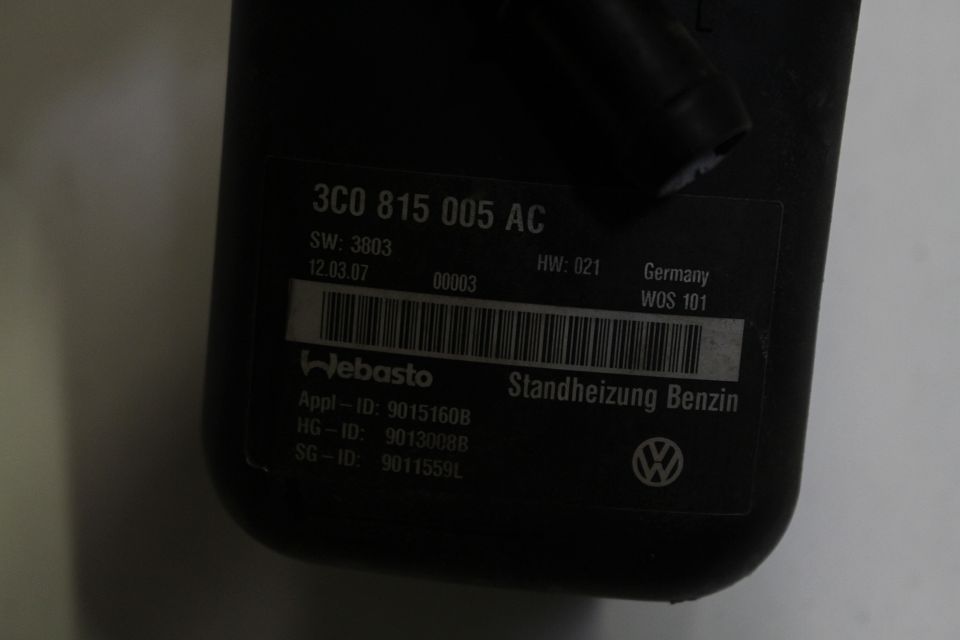 L
3C0 815 005 AC
SW: 3803 HW: 021 Germany
12.03.07 00003 WOS 101
Webasto Standheizung Benzin
Appl-ID: 9015160B
HG-ID: 9013008B
SG-ID: 9011559L
VW